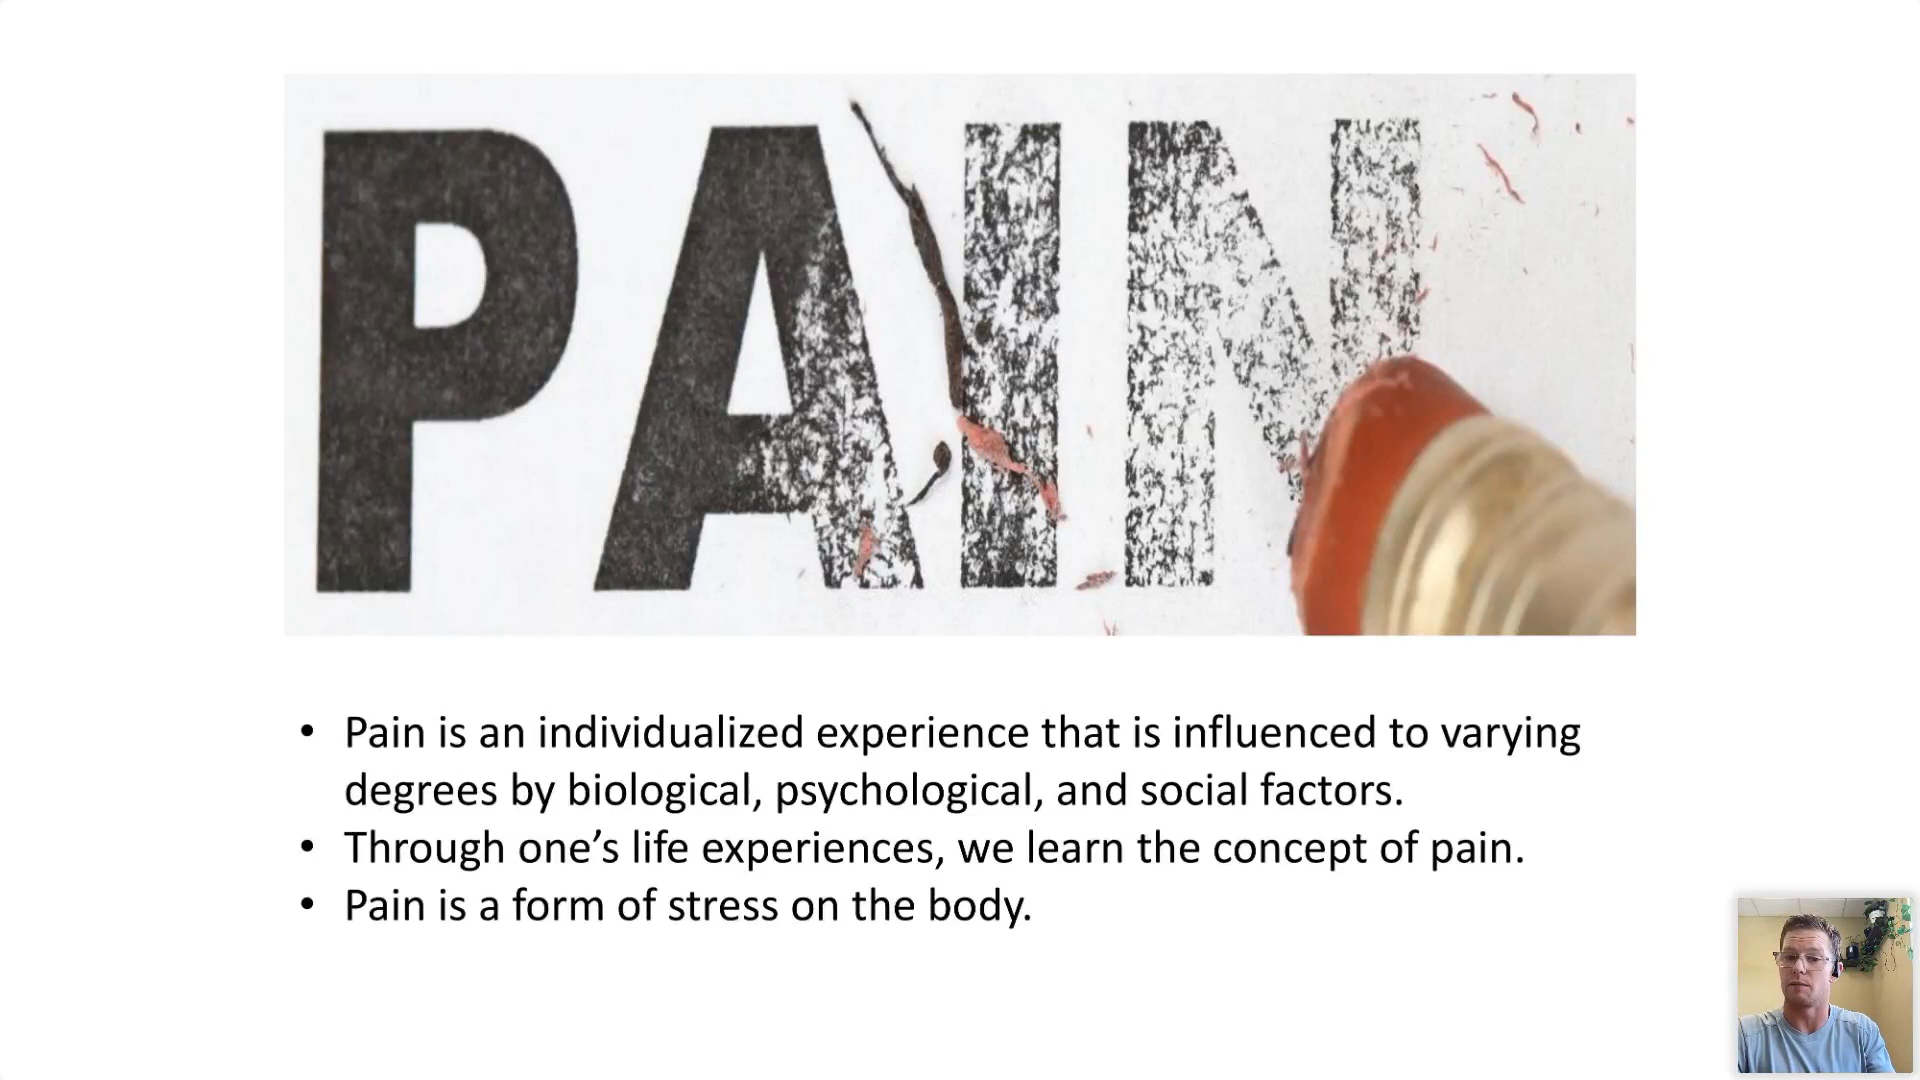 PAIN
• Pain is an individualized experience that is influenced to varying
degrees by biological, psychological, and social factors.
• Through one’s life experiences, we learn the concept of pain.
• Pain is a form of stress on the body.